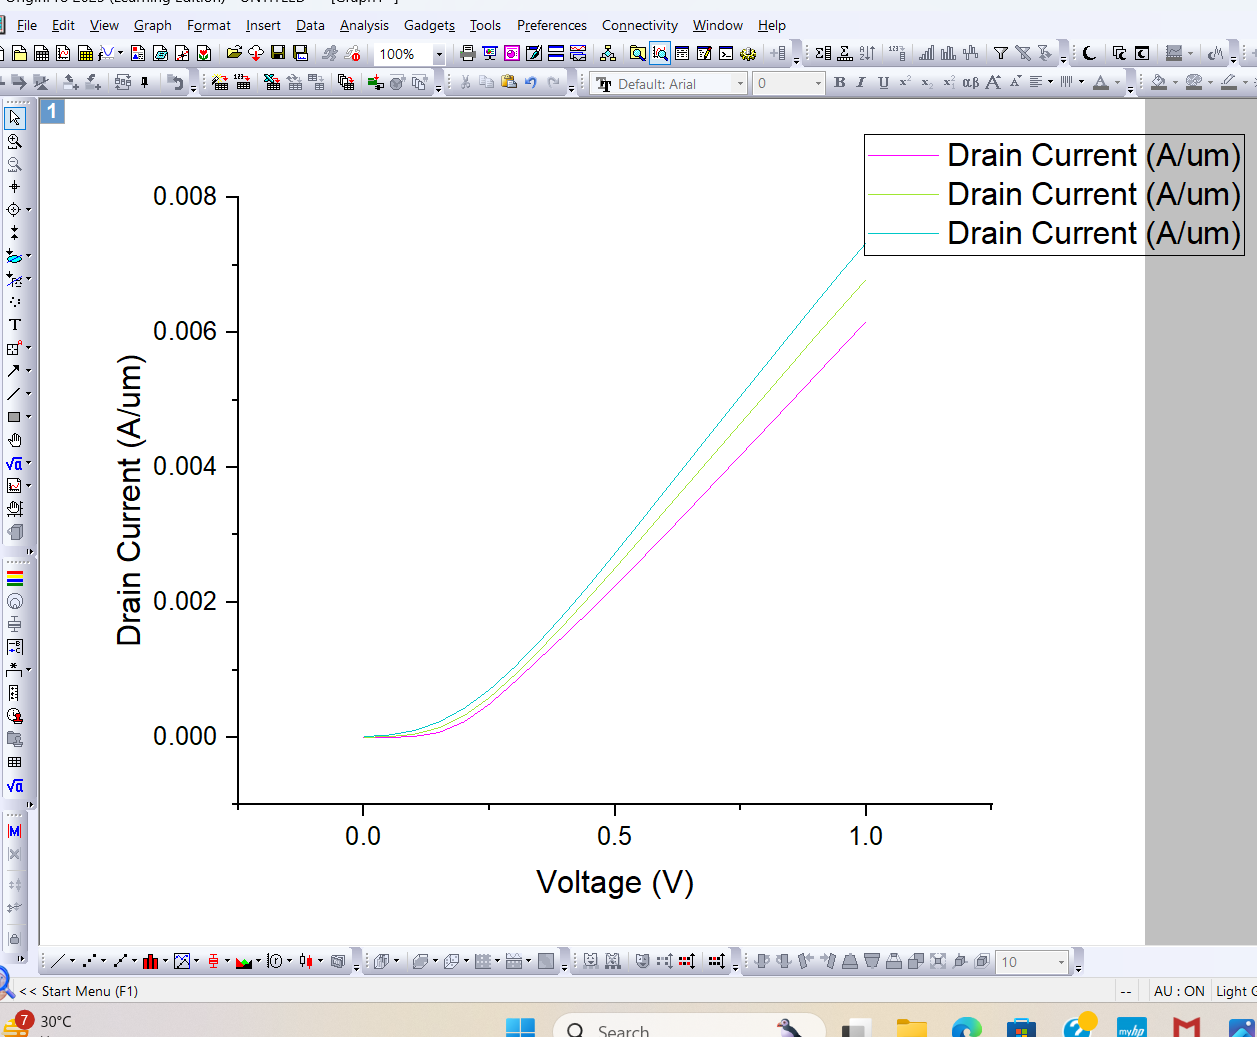 File Edit View Graph Format Insert Data Analysis Gadgets Tools Preferences Connectivity Window Help
100%
Default: Arial 0 B I U αβ A A A
1
Drain Current (A/um)
Drain Current (A/um)
Drain Current (A/um)
0.008
0.006
0.004
0.002
0.000
Drain Current (A/um)
0.0 0.5 1.0
Voltage (V)
T
√a
√a
M
10
<< Start Menu (F1) -- AU : ON Light
7 30°C
Search
myhp